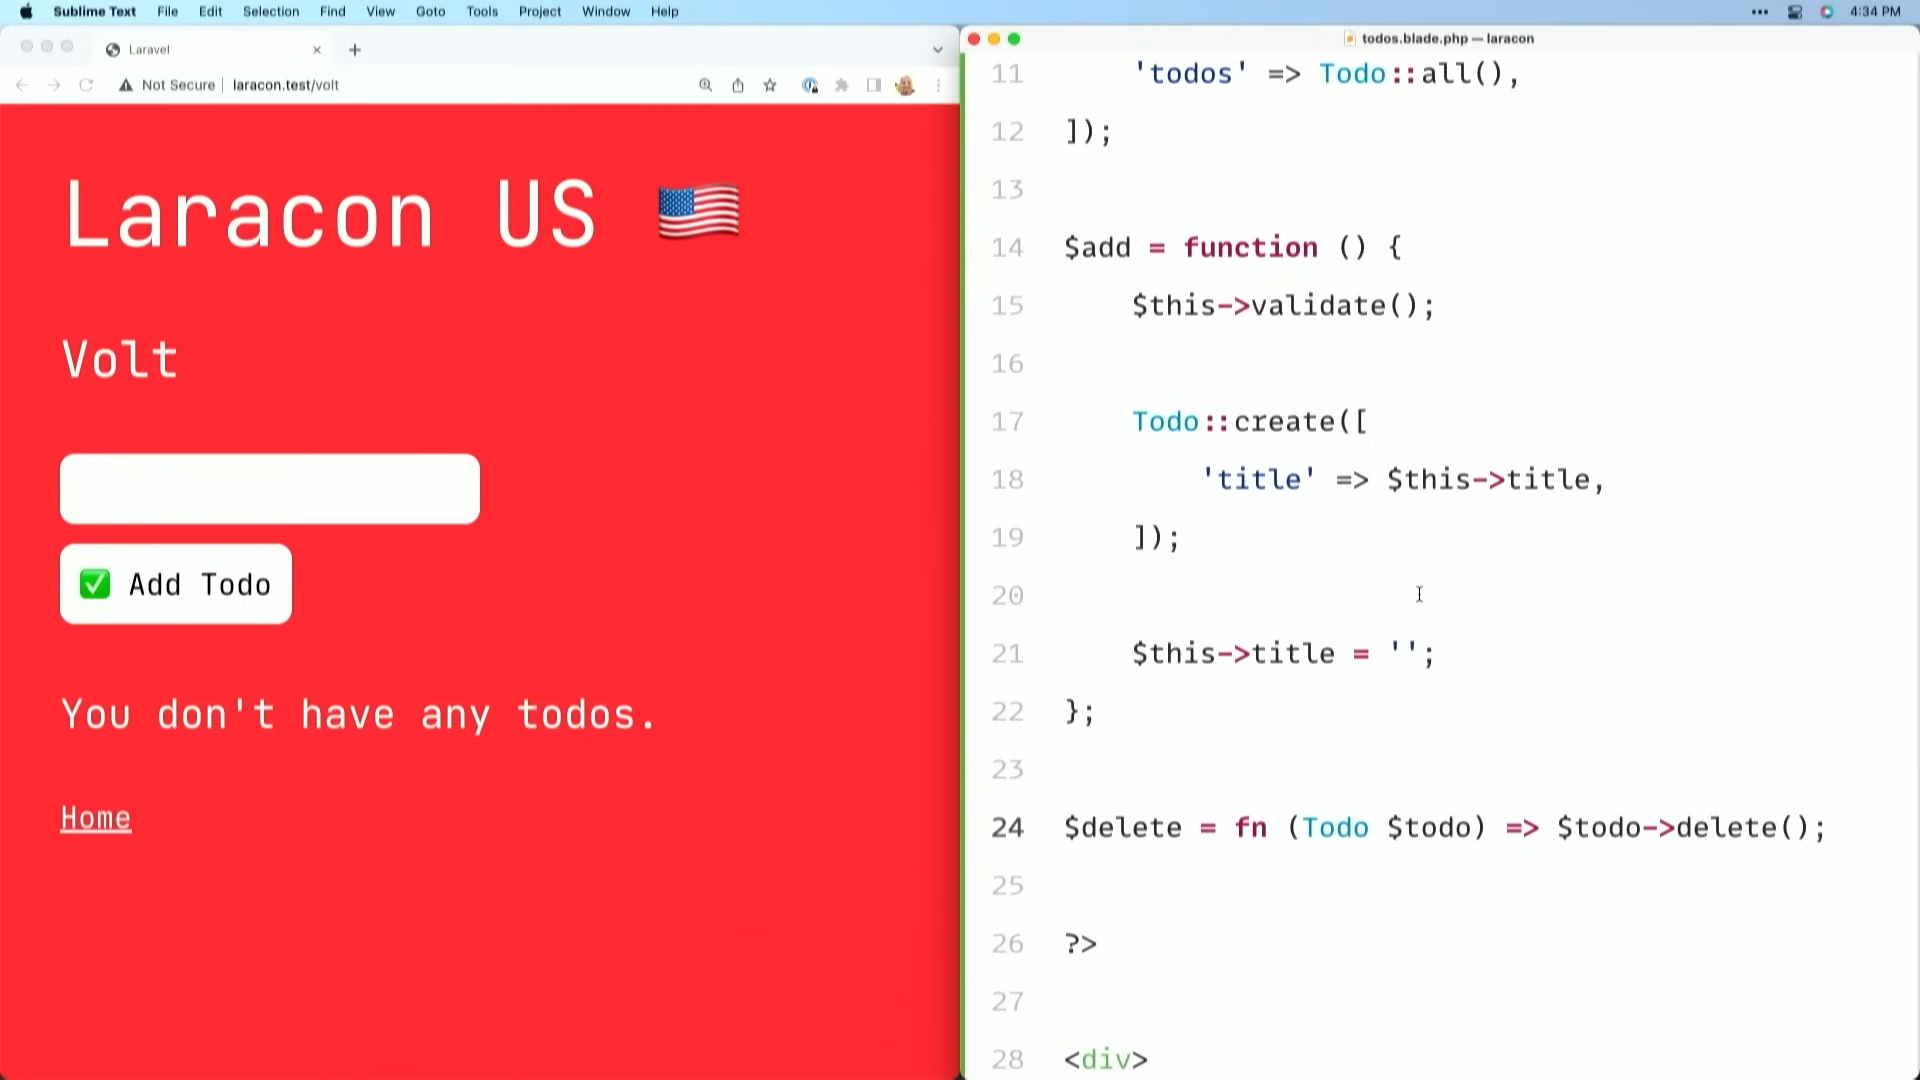 Sublime Text File Edit Selection Find View Goto Tools Project Window Help
4:34 PM
Laravel
Not Secure laracon.test/volt
Laracon US
Volt
Add Todo
You don't have any todos.
Home
todos.blade.php — laracon
11 'todos' => Todo::all(),
12 ]);
13
14 $add = function () {
15 $this->validate();
16
17 Todo::create([
18 'title' => $this->title,
19 ]);
20
21 $this->title = '';
22 };
23
24 $delete = fn (Todo $todo) => $todo->delete();
25
26 ?>
27
28 <div>